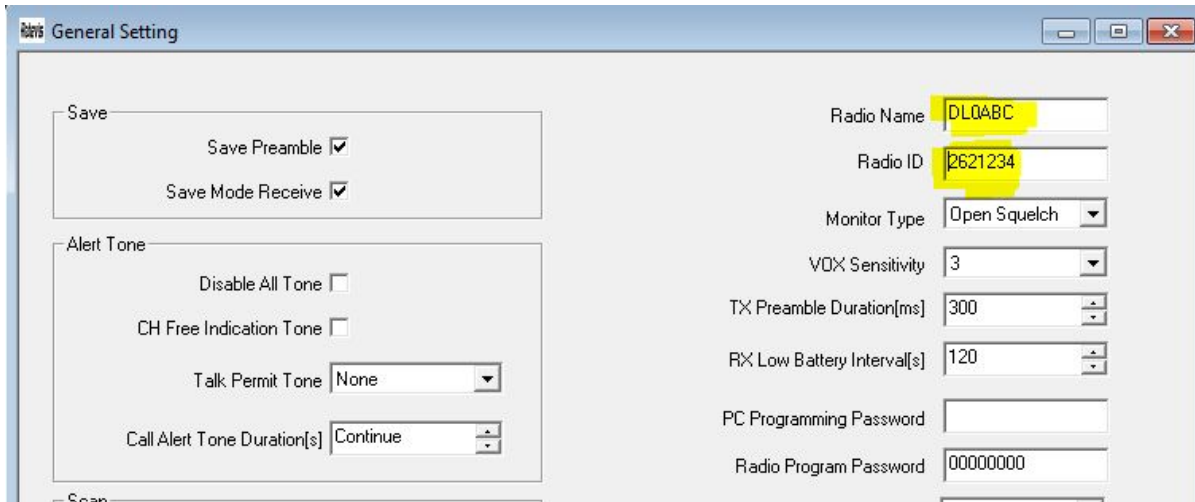 Retevis General Setting
Save
Save Preamble
Save Mode Receive
Alert Tone
Disable All Tone
CH Free Indication Tone
Talk Permit Tone None
Call Alert Tone Duration[s] Continue
Scan
Radio Name DL0ABC
Radio ID 2621234
Monitor Type Open Squelch
VOX Sensitivity 3
TX Preamble Duration[ms] 300
RX Low Battery Interval[s] 120
PC Programming Password
Radio Program Password 00000000